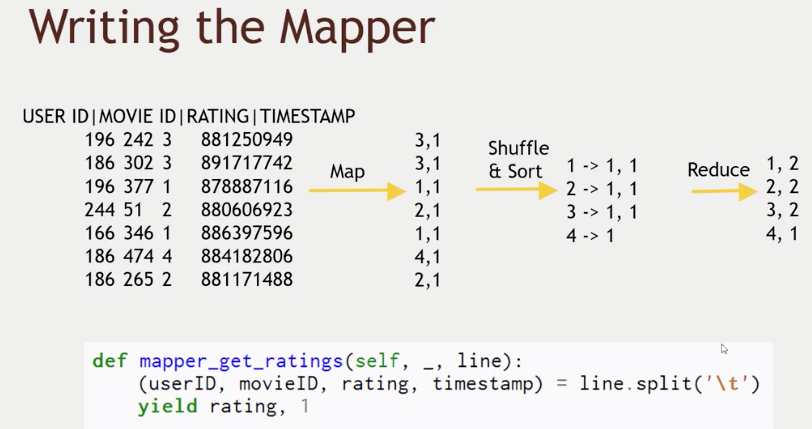 Writing the Mapper
USER ID|MOVIE ID|RATING|TIMESTAMP
196 242 3 881250949
186 302 3 891717742
196 377 1 878887116
244 51 2 880606923
166 346 1 886397596
186 474 4 884182806
186 265 2 881171488
Map
3,1
3,1
1,1
2,1
1,1
4,1
2,1
Shuffle
& Sort
1 -> 1, 1
2 -> 1, 1
3 -> 1, 1
4 -> 1
Reduce
1, 2
2, 2
3, 2
4, 1
def mapper_get_ratings(self, _, line):
(userID, movieID, rating, timestamp) = line.split('\t')
yield rating, 1